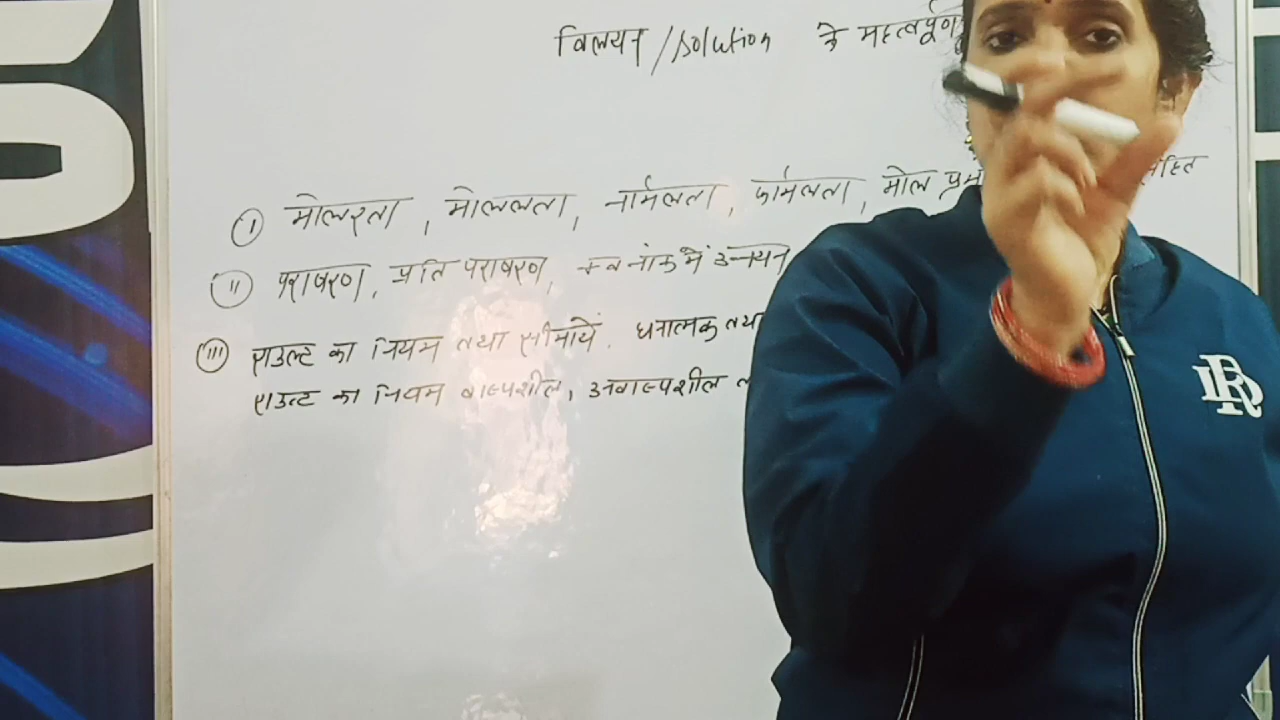 विलयन /solution के महत्वपूर्ण
(I) मोलरता, मोललता, नार्मलता, फॉर्मलता, मोल
(II) परासरण, प्रति परासरण, क्वथनांक में उन्नयन
(III) राउल्ट का नियम तथा सीमायें. धनात्मक तथा
राउल्ट का नियम वाष्पशील, अवाष्पशील